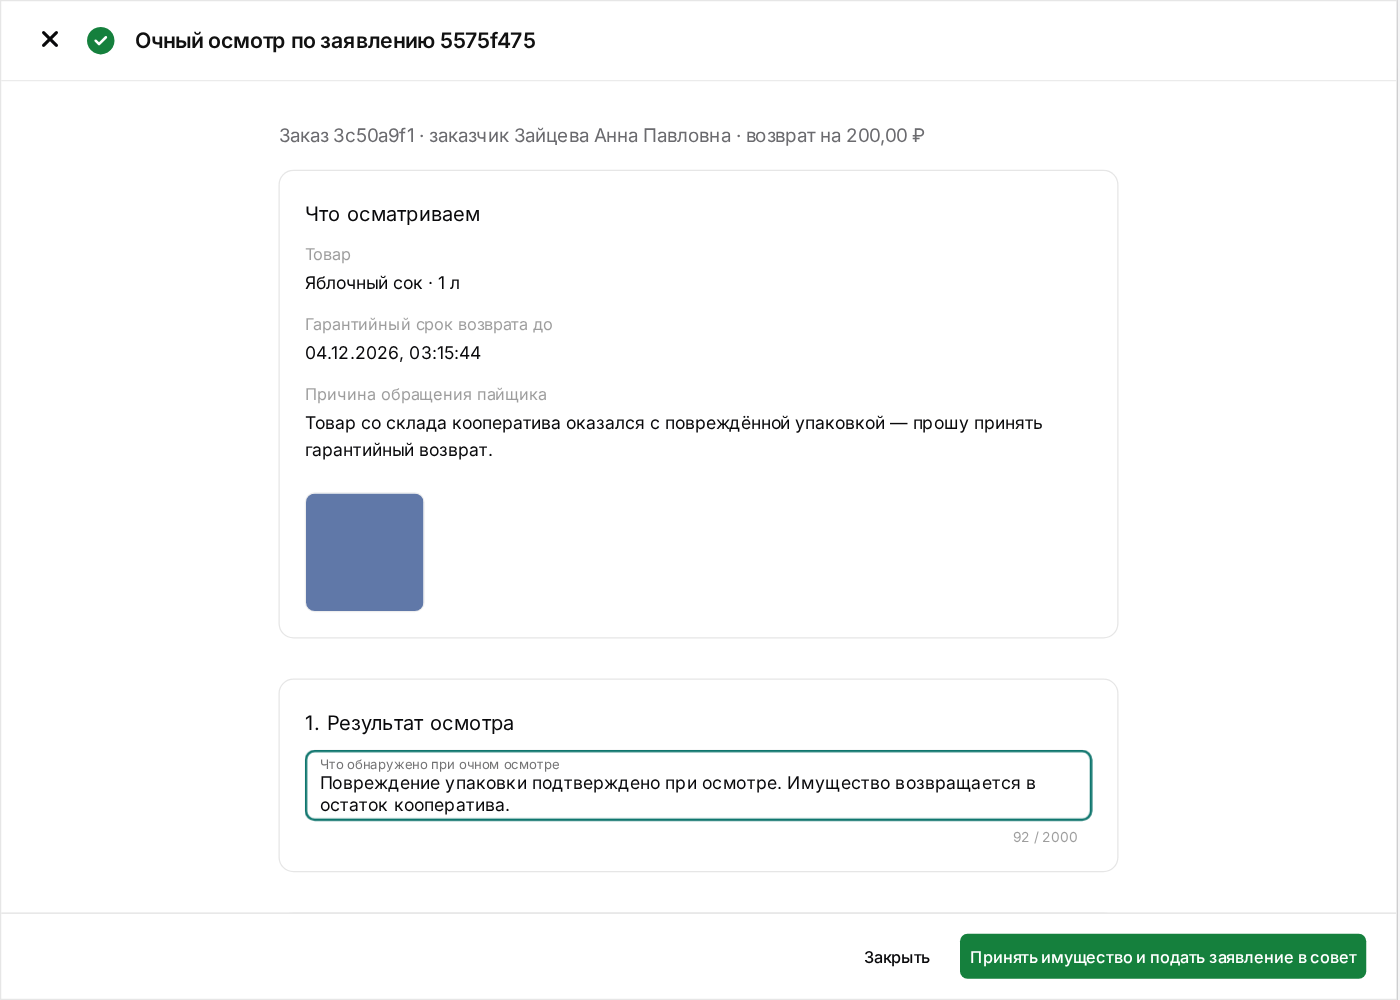 Очный осмотр по заявлению 5575f475
Заказ 3c50a9f1 · заказчик Зайцева Анна Павловна · возврат на 200,00 ₽
Что осматриваем
Товар
Яблочный сок · 1 л
Гарантийный срок возврата до
04.12.2026, 03:15:44
Причина обращения пайщика
Товар со склада кооператива оказался с повреждённой упаковкой — прошу принять
гарантийный возврат.
1. Результат осмотра
Что обнаружено при очном осмотре
Повреждение упаковки подтверждено при осмотре. Имущество возвращается в
остаток кооператива.
92 / 2000
Закрыть
Принять имущество и подать заявление в совет